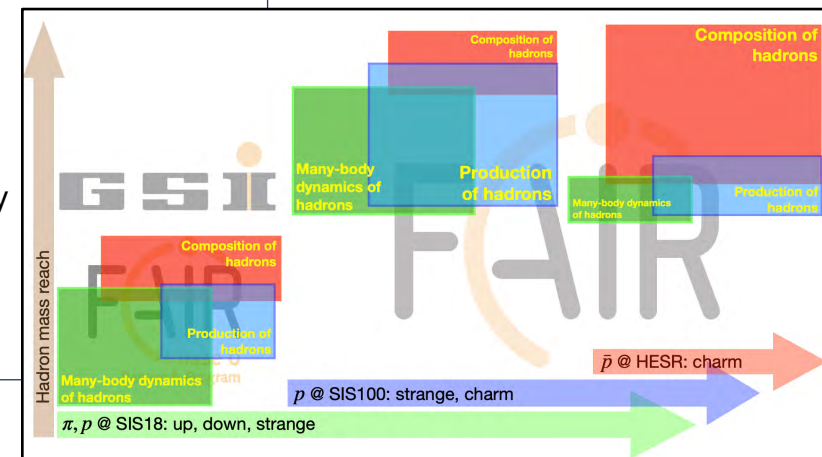 y
Hadron mass reach
GSI
FAIR
Composition of
hadrons
Production of
hadrons
Many-body dynamics
of hadrons
gram
Composition of
hadrons
Many-body
dynamics of
hadrons
Production
of hadrons
FAIR
Composition of
hadrons
Many-body dynamics
of hadrons
Production of
hadrons
p̄ @ HESR: charm
p @ SIS100: strange, charm
π, p @ SIS18: up, down, strange